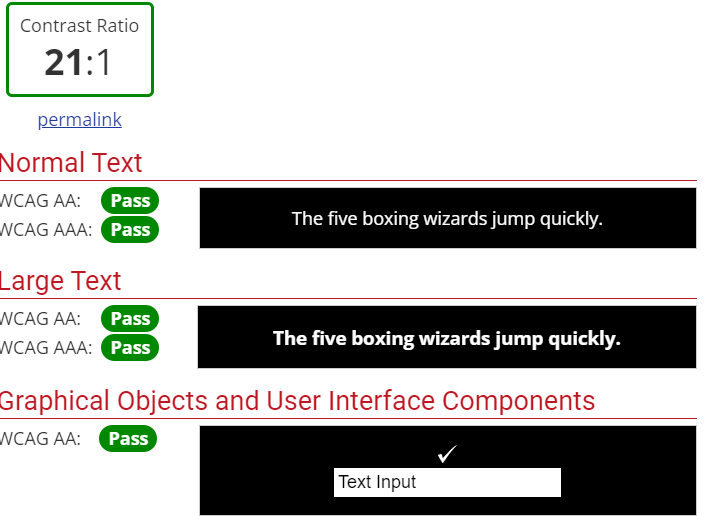 Contrast Ratio
21:1
permalink
Normal Text
WCAG AA: Pass
WCAG AAA: Pass
The five boxing wizards jump quickly.
Large Text
WCAG AA: Pass
WCAG AAA: Pass
The five boxing wizards jump quickly.
Graphical Objects and User Interface Components
WCAG AA: Pass
✓
Text Input